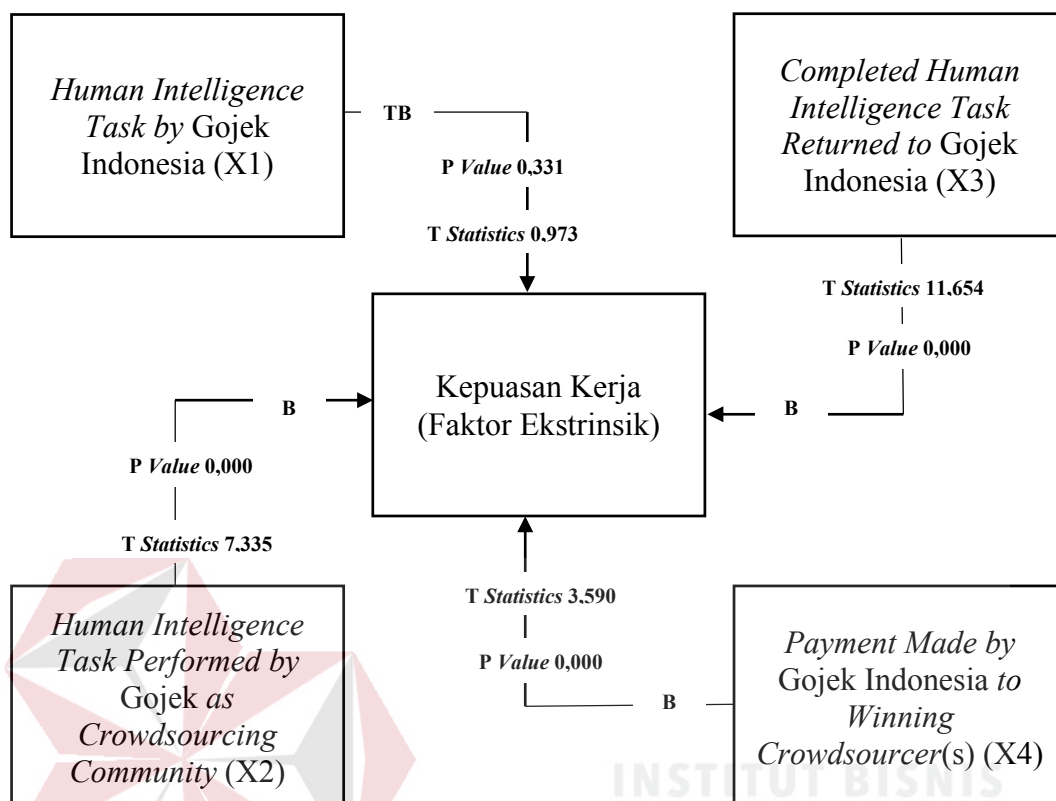 Human Intelligence
Task by Gojek
Indonesia (X1)
TB
P Value 0,331
T Statistics 0,973
Completed Human
Intelligence Task
Returned to Gojek
Indonesia (X3)
T Statistics 11,654
P Value 0,000
B
Kepuasan Kerja
(Faktor Ekstrinsik)
B
P Value 0,000
T Statistics 7,335
Human Intelligence
Task Performed by
Gojek as
Crowdsourcing
Community (X2)
T Statistics 3,590
P Value 0,000
B
Payment Made by
Gojek Indonesia to
Winning
Crowdsourcer(s) (X4)
INSTITUT BISNIS